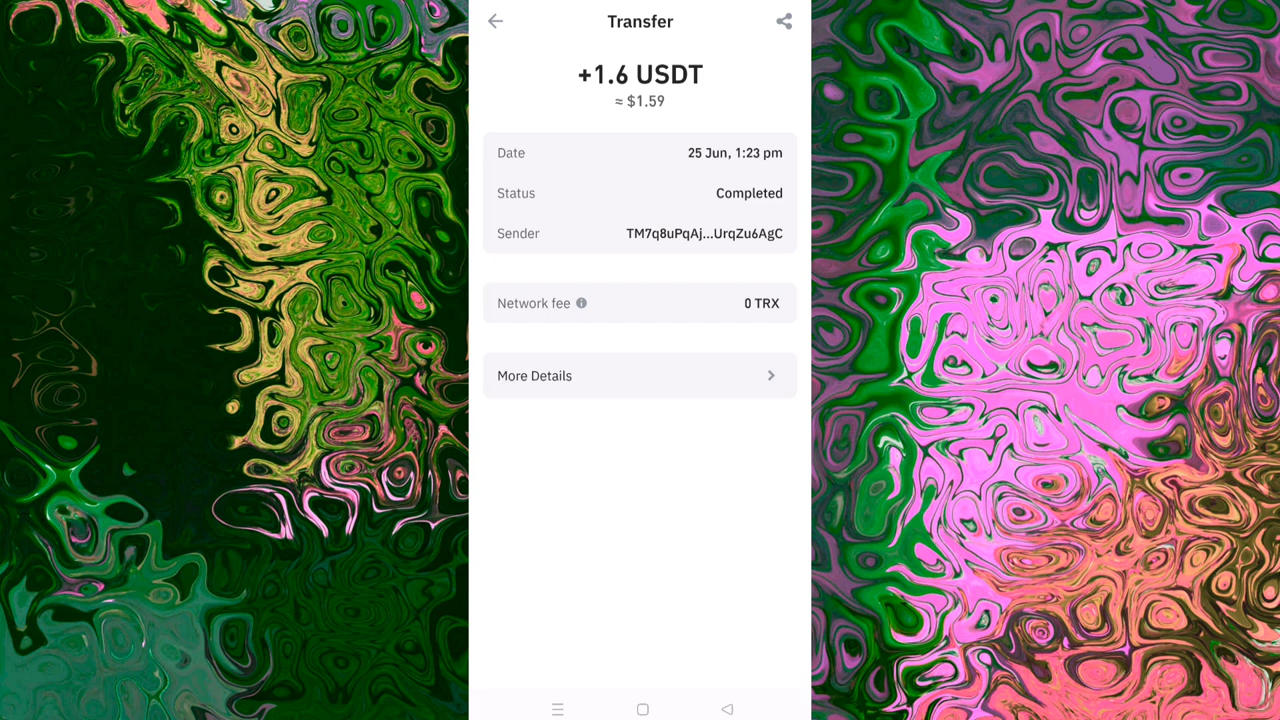 Transfer
+1.6 USDT
≈ $1.59
Date 25 Jun, 1:23 pm
Status Completed
Sender TM7q8uPqAj...UrqZu6AgC
Network fee 0 TRX
More Details